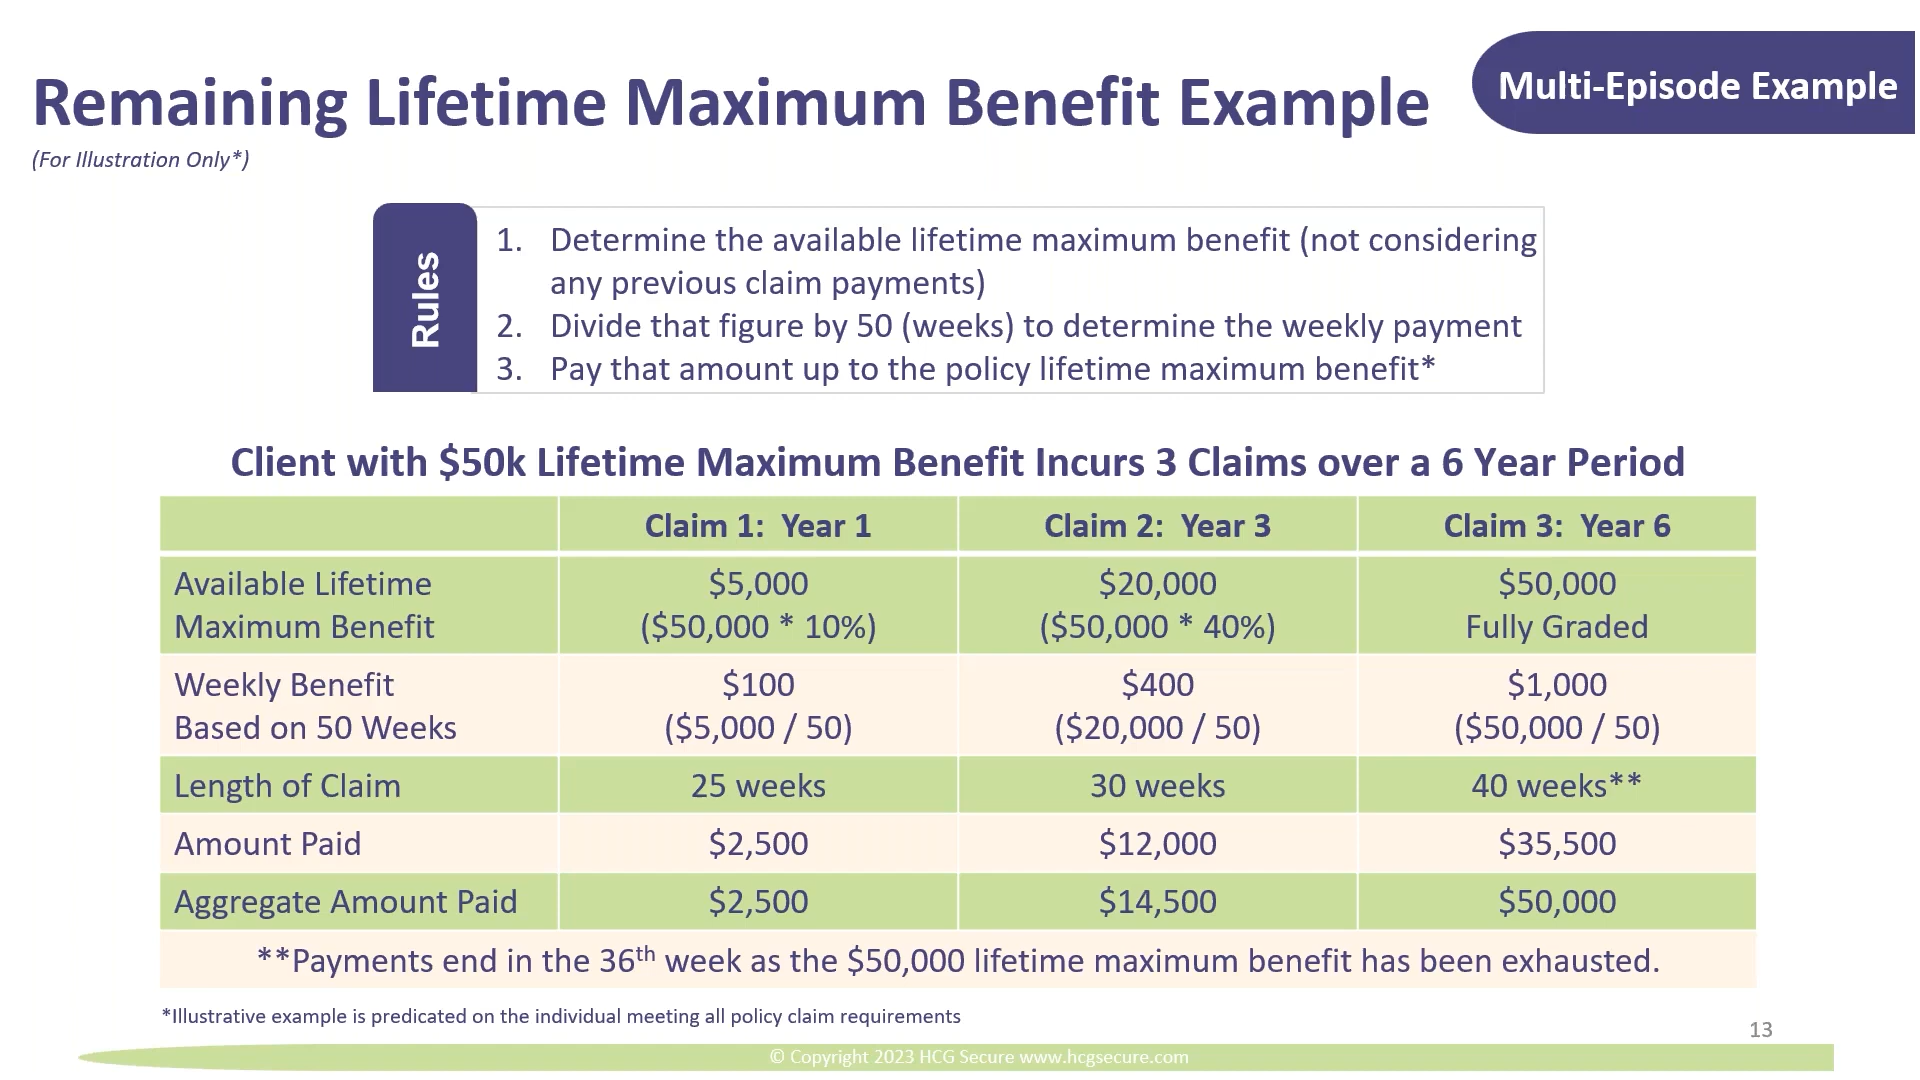 Remaining Lifetime Maximum Benefit Example
Multi-Episode Example
(For Illustration Only*)
Rules
1. Determine the available lifetime maximum benefit (not considering
any previous claim payments)
2. Divide that figure by 50 (weeks) to determine the weekly payment
3. Pay that amount up to the policy lifetime maximum benefit*
Client with $50k Lifetime Maximum Benefit Incurs 3 Claims over a 6 Year Period
Claim 1: Year 1 Claim 2: Year 3 Claim 3: Year 6
Available Lifetime $5,000 $20,000 $50,000
Maximum Benefit ($50,000 * 10%) ($50,000 * 40%) Fully Graded
Weekly Benefit $100 $400 $1,000
Based on 50 Weeks ($5,000 / 50) ($20,000 / 50) ($50,000 / 50)
Length of Claim 25 weeks 30 weeks 40 weeks**
Amount Paid $2,500 $12,000 $35,500
Aggregate Amount Paid $2,500 $14,500 $50,000
**Payments end in the 36th week as the $50,000 lifetime maximum benefit has been exhausted.
*Illustrative example is predicated on the individual meeting all policy claim requirements
13
© Copyright 2023 HCG Secure www.hcgsecure.com